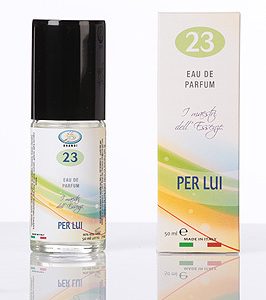 23
EAU DE
PARFUM
I maestri
dell'Essenza
PER LUI
50 ml e
MADE IN ITALY
23
EAU DE
PARFUM
I maestri
dell'Essenza
PER LUI